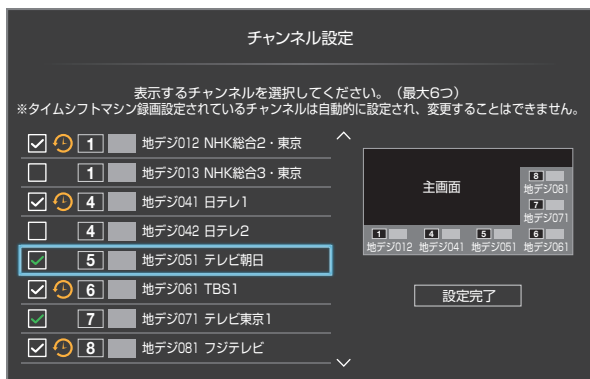 チャンネル設定
表示するチャンネルを選択してください。（最大6つ）
※タイムシフトマシン録画設定されているチャンネルは自動的に設定され、変更することはできません。
1 地デジ012 NHK総合2・東京
1 地デジ013 NHK総合3・東京
4 地デジ041 日テレ1
4 地デジ042 日テレ2
5 地デジ051 テレビ朝日
6 地デジ061 TBS1
7 地デジ071 テレビ東京1
8 地デジ081 フジテレビ
主画面
8
地デジ081
7
地デジ071
1 4 5 6
地デジ012 地デジ041 地デジ051 地デジ061
設定完了